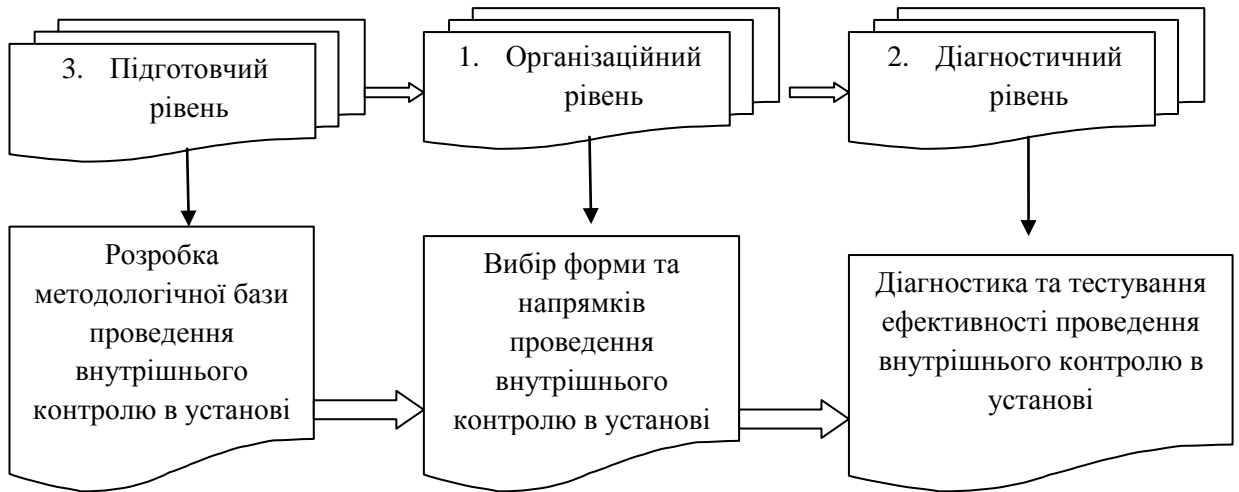 3. Підготовчий
рівень
1. Організаційний
рівень
2. Діагностичний
рівень
Розробка
методологічної бази
проведення
внутрішнього
контролю в установі
Вибір форми та
напрямків
проведення
внутрішнього
контролю в установі
Діагностика та тестування
ефективності проведення
внутрішнього контролю в
установі